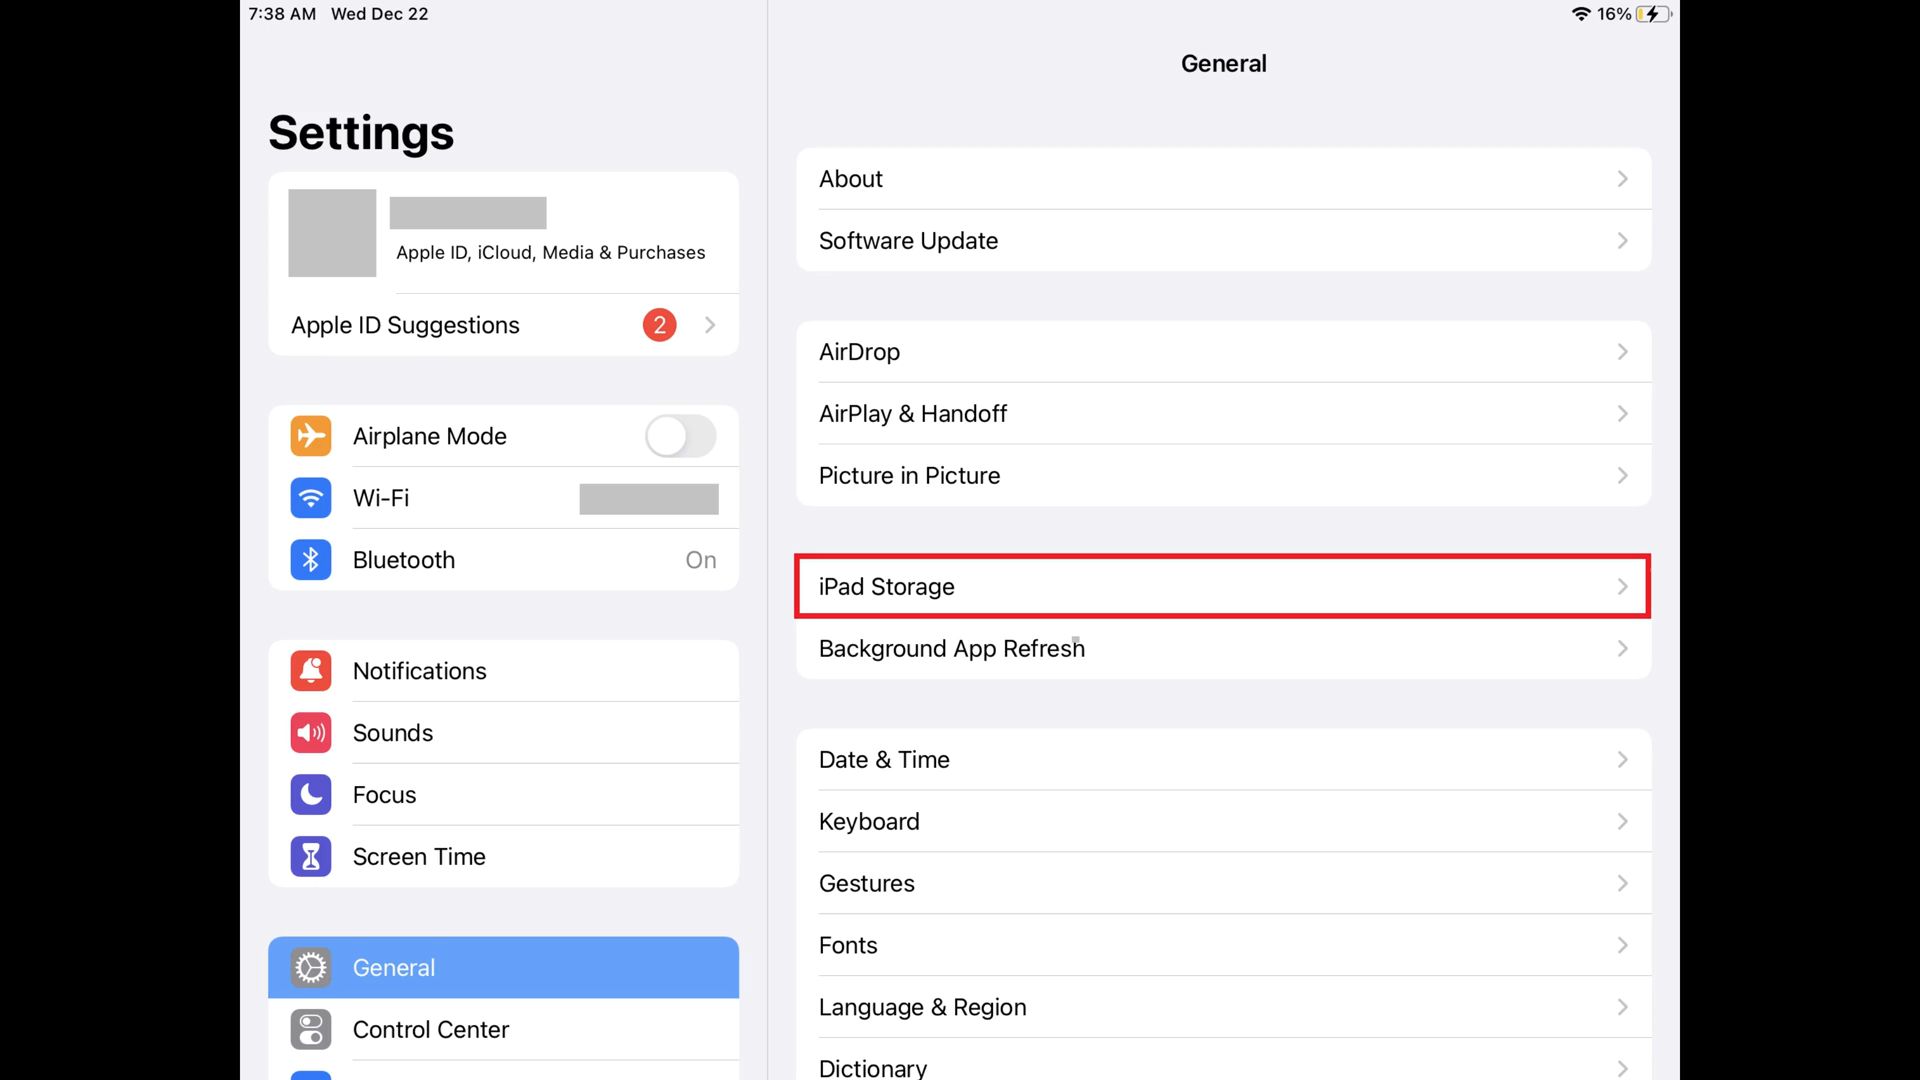 7:38 AM Wed Dec 22
16%
Settings
Apple ID, iCloud, Media & Purchases
Apple ID Suggestions 2
Airplane Mode
Wi-Fi
Bluetooth On
Notifications
Sounds
Focus
Screen Time
General
Control Center
General
About
Software Update
AirDrop
AirPlay & Handoff
Picture in Picture
iPad Storage
Background App Refresh
Date & Time
Keyboard
Gestures
Fonts
Language & Region
Dictionary